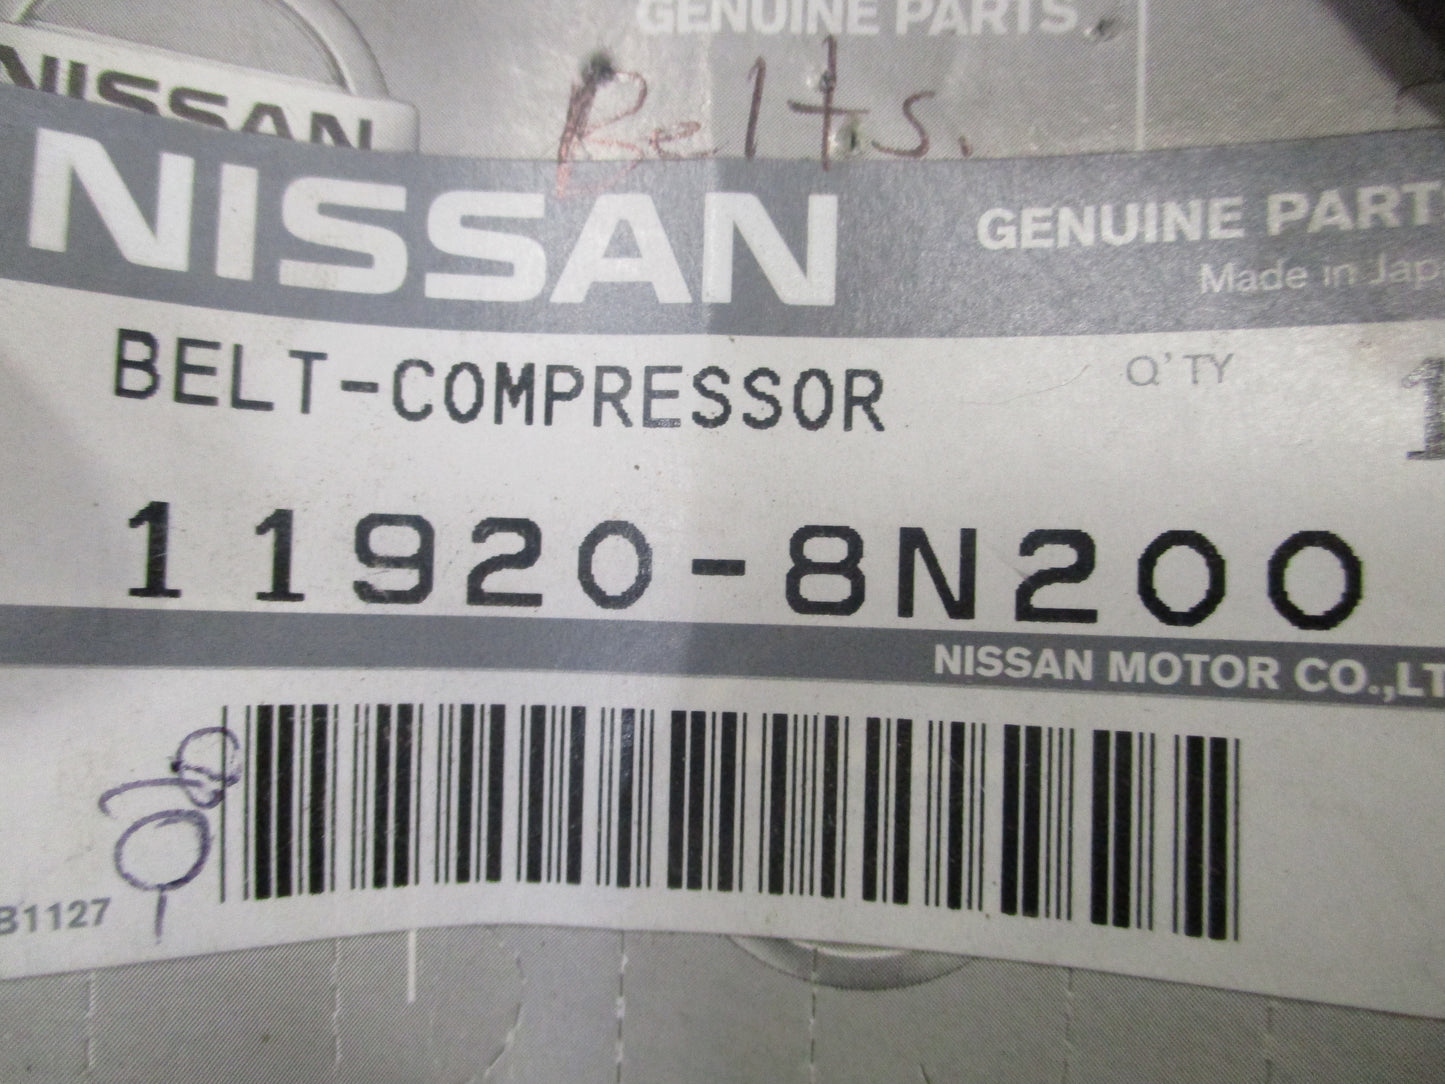 GENUINE PARTS
NISSAN
Belts.
NISSAN
GENUINE PART
Made in Jap
BELT-COMPRESSOR
Q'TY
1
11920-8N200
NISSAN MOTOR CO.,LT
B1127